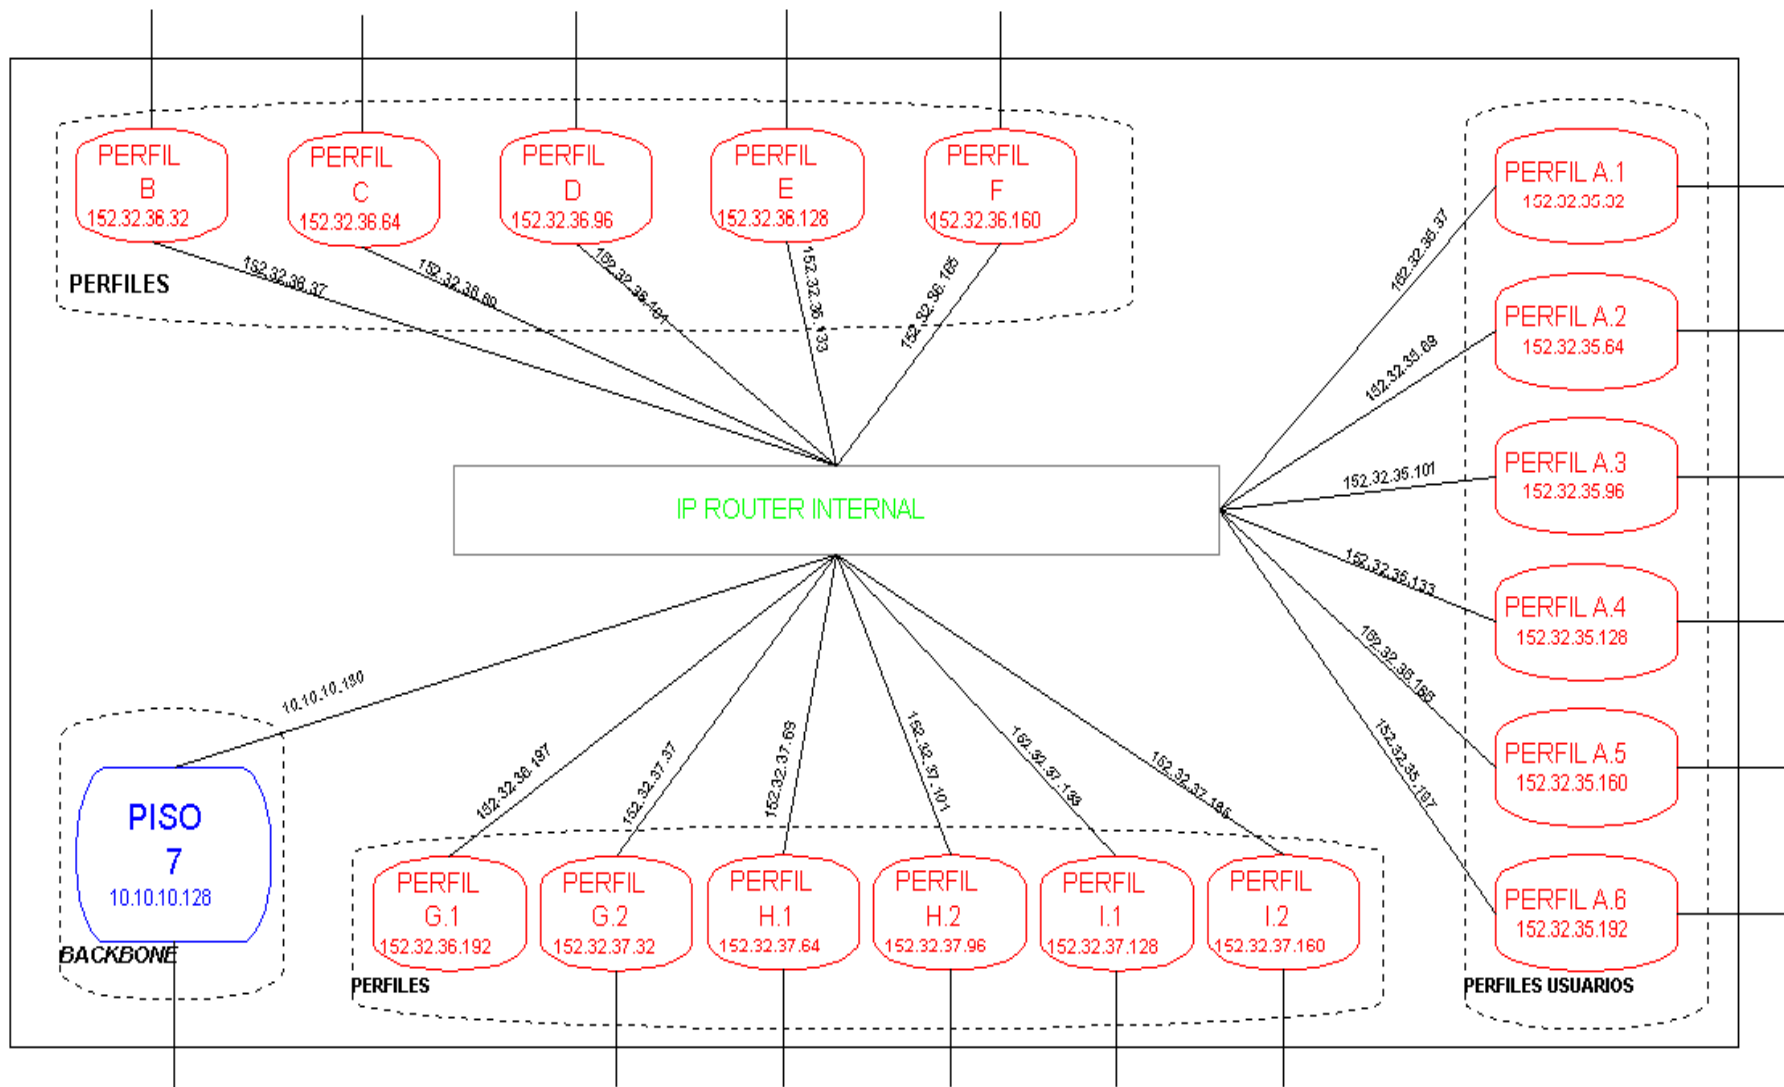 PERFIL
B
152.32.36.32
PERFIL
C
152.32.36.64
PERFIL
D
152.32.36.96
PERFIL
E
152.32.36.128
PERFIL
F
152.32.36.160
PERFILES
152.32.36.37
152.32.36.69
152.32.36.101
152.32.36.133
152.32.36.165
PERFIL A.1
152.32.35.32
PERFIL A.2
152.32.35.64
PERFIL A.3
152.32.35.96
PERFIL A.4
152.32.35.128
PERFIL A.5
152.32.35.160
PERFIL A.6
152.32.35.192
PERFILES USUARIOS
152.32.35.37
152.32.35.69
152.32.35.101
152.32.35.133
152.32.35.165
152.32.35.197
IP ROUTER INTERNAL
10.10.10.130
152.32.36.197
152.32.37.37
152.32.37.69
152.32.37.101
152.32.37.133
152.32.37.165
PISO
7
10.10.10.128
BACKBONE
PERFIL
G.1
152.32.36.192
PERFIL
G.2
152.32.37.32
PERFIL
H.1
152.32.37.64
PERFIL
H.2
152.32.37.96
PERFIL
I.1
152.32.37.128
PERFIL
I.2
152.32.37.160
PERFILES